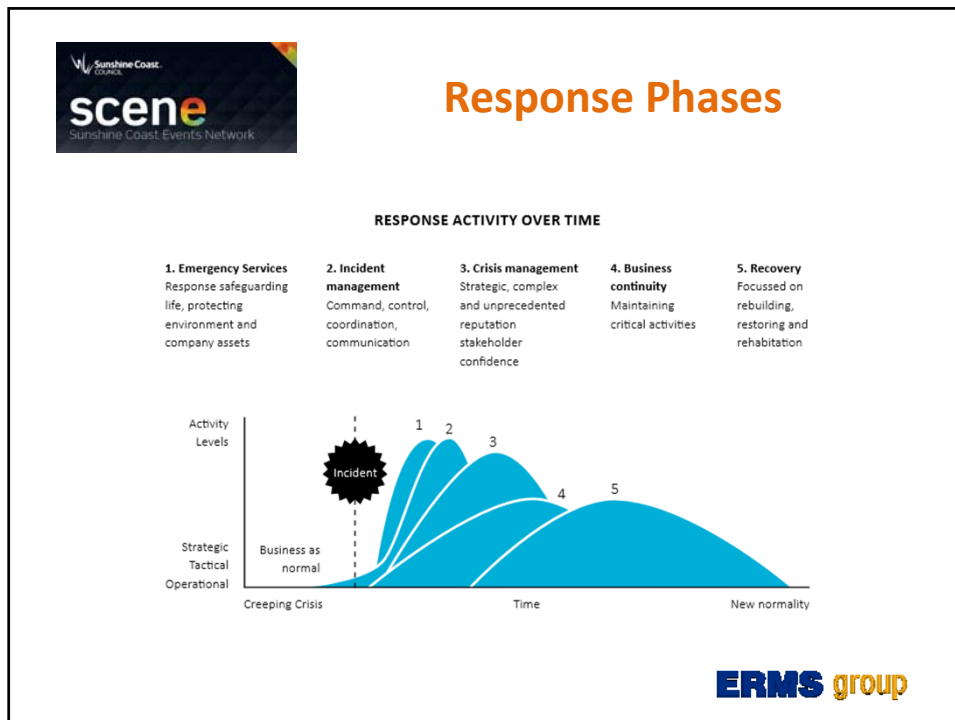 Sunshine Coast
COUNCIL
scene
Sunshine Coast Events Network
Response Phases
RESPONSE ACTIVITY OVER TIME
1. Emergency Services
Response safeguarding
life, protecting
environment and
company assets
2. Incident
management
Command, control,
coordination,
communication
3. Crisis management
Strategic, complex
and unprecedented
reputation
stakeholder
confidence
4. Business
continuity
Maintaining
critical activities
5. Recovery
Focussed on
rebuilding,
restoring and
rehabitation
Activity
Levels
Incident
1
2
3
4
5
Strategic
Tactical
Operational
Business as
normal
Creeping Crisis
Time
New normality
ERMS group